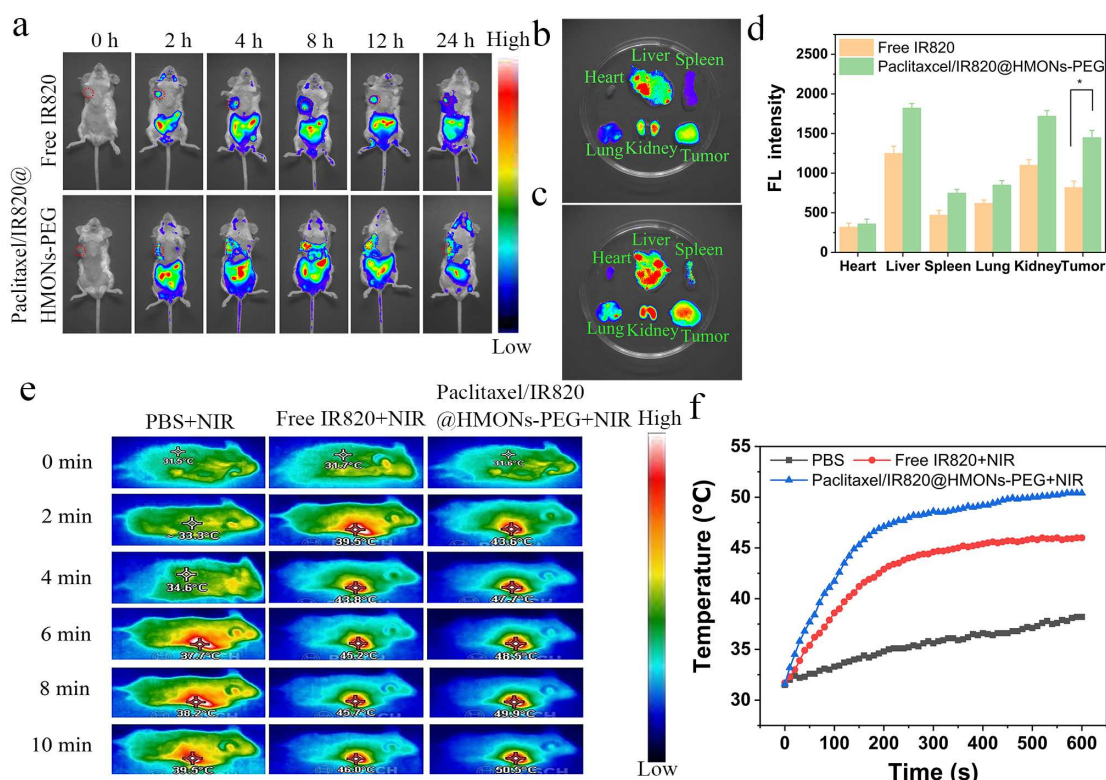 a
0 h 2 h 4 h 8 h 12 h 24 h
High
Free IR820
Paclitaxel/IR820@
HMONs-PEG
Low
b
Heart
Liver
Spleen
Lung
Kidney
Tumor
c
Heart
Liver
Spleen
Lung
Kidney
Tumor
d
Free IR820
Paclitaxcel/IR820@HMONs-PEG
*
FL intensity
2500
2000
1500
1000
500
0
Heart Liver Spleen Lung Kidney Tumor
e
PBS+NIR
Free IR820+NIR
Paclitaxel/IR820
@HMONs-PEG+NIR
High
0 min
31.5°C
31.7°C
31.6°C
2 min
33.3°C
39.5°C
43.6°C
4 min
34.6°C
43.8°C
47.7°C
6 min
37.7°C
45.2°C
48.5°C
8 min
38.2°C
45.7°C
49.9°C
10 min
39.5°C
46.0°C
50.5°C
Low
f
PBS
Free IR820+NIR
Paclitaxel/IR820@HMONs-PEG+NIR
Temperature (°C)
55
50
45
40
35
30
0 100 200 300 400 500 600
Time (s)